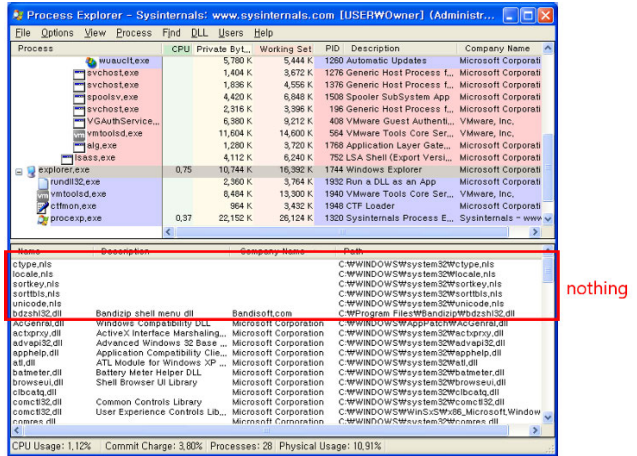 Process Explorer - Sysinternals: www.sysinternals.com [USER₩Owner] (Administr...
File Options View Process Find DLL Users Help
Process CPU Private Byt... Working Set PID Description Company Name
wuauclt.exe 5,780 K 5,444 K 1260 Automatic Updates Microsoft Corporati
svchost.exe 1,404 K 3,672 K 1276 Generic Host Process f... Microsoft Corporati
svchost.exe 1,836 K 4,556 K 1376 Generic Host Process f... Microsoft Corporati
spoolsv.exe 4,420 K 6,848 K 1508 Spooler SubSystem App Microsoft Corporati
svchost.exe 2,316 K 3,396 K 196 Generic Host Process f... Microsoft Corporati
VGAuthService... 6,380 K 9,212 K 408 VMware Guest Authenti... VMware, Inc.
vmtoolsd.exe 11,604 K 14,600 K 564 VMware Tools Core Ser... VMware, Inc.
alg.exe 1,280 K 3,720 K 1768 Application Layer Gate... Microsoft Corporati
lsass.exe 4,112 K 6,240 K 752 LSA Shell (Export Versi... Microsoft Corporati
explorer.exe 0.75 10,744 K 16,392 K 1744 Windows Explorer Microsoft Corporati
rundll32.exe 2,360 K 3,764 K 1932 Run a DLL as an App Microsoft Corporati
vmtoolsd.exe 8,484 K 13,300 K 1940 VMware Tools Core Ser... VMware, Inc.
ctfmon.exe 964 K 3,432 K 1948 CTF Loader Microsoft Corporati
procexp.exe 0.37 22,152 K 26,124 K 1320 Sysinternals Process E... Sysinternals - www
Name Description Company Name Path
ctype.nls C:₩WINDOWS₩system32₩ctype.nls
locale.nls C:₩WINDOWS₩system32₩locale.nls
sortkey.nls C:₩WINDOWS₩system32₩sortkey.nls
sorttbls.nls C:₩WINDOWS₩system32₩sorttbls.nls
unicode.nls C:₩WINDOWS₩system32₩unicode.nls
bdzshl32.dll Bandizip shell menu dll Bandisoft.com C:₩Program Files₩Bandizip₩bdzshl32.dll
nothing
AcGenral.dll Windows Compatibility DLL Microsoft Corporation C:₩WINDOWS₩AppPatch₩AcGenral.dll
actxprxy.dll ActiveX Interface Marshaling... Microsoft Corporation C:₩WINDOWS₩system32₩actxprxy.dll
advapi32.dll Advanced Windows 32 Base ... Microsoft Corporation C:₩WINDOWS₩system32₩advapi32.dll
apphelp.dll Application Compatibility Clie... Microsoft Corporation C:₩WINDOWS₩system32₩apphelp.dll
atl.dll ATL Module for Windows XP ... Microsoft Corporation C:₩WINDOWS₩system32₩atl.dll
batmeter.dll Battery Meter Helper DLL Microsoft Corporation C:₩WINDOWS₩system32₩batmeter.dll
browseui.dll Shell Browser UI Library Microsoft Corporation C:₩WINDOWS₩system32₩browseui.dll
clbcatq.dll Microsoft Corporation C:₩WINDOWS₩system32₩clbcatq.dll
comctl32.dll Common Controls Library Microsoft Corporation C:₩WINDOWS₩system32₩comctl32.dll
comctl32.dll User Experience Controls Lib... Microsoft Corporation C:₩WINDOWS₩WinSxS₩x86_Microsoft.Window
comres.dll Microsoft Corporation C:₩WINDOWS₩system32₩comres.dll
CPU Usage: 1.12% Commit Charge: 3.80% Processes: 28 Physical Usage: 10.91%